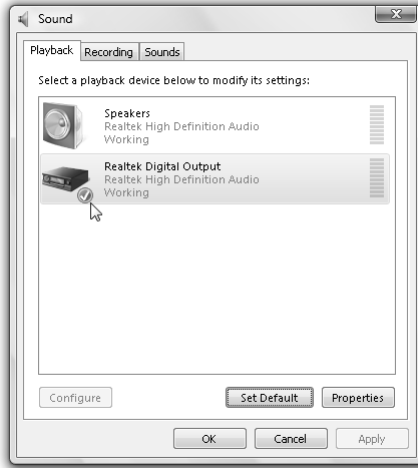 Sound
Playback Recording Sounds
Select a playback device below to modify its settings:
Speakers
Realtek High Definition Audio
Working
Realtek Digital Output
Realtek High Definition Audio
Working
Configure Set Default Properties
OK Cancel Apply